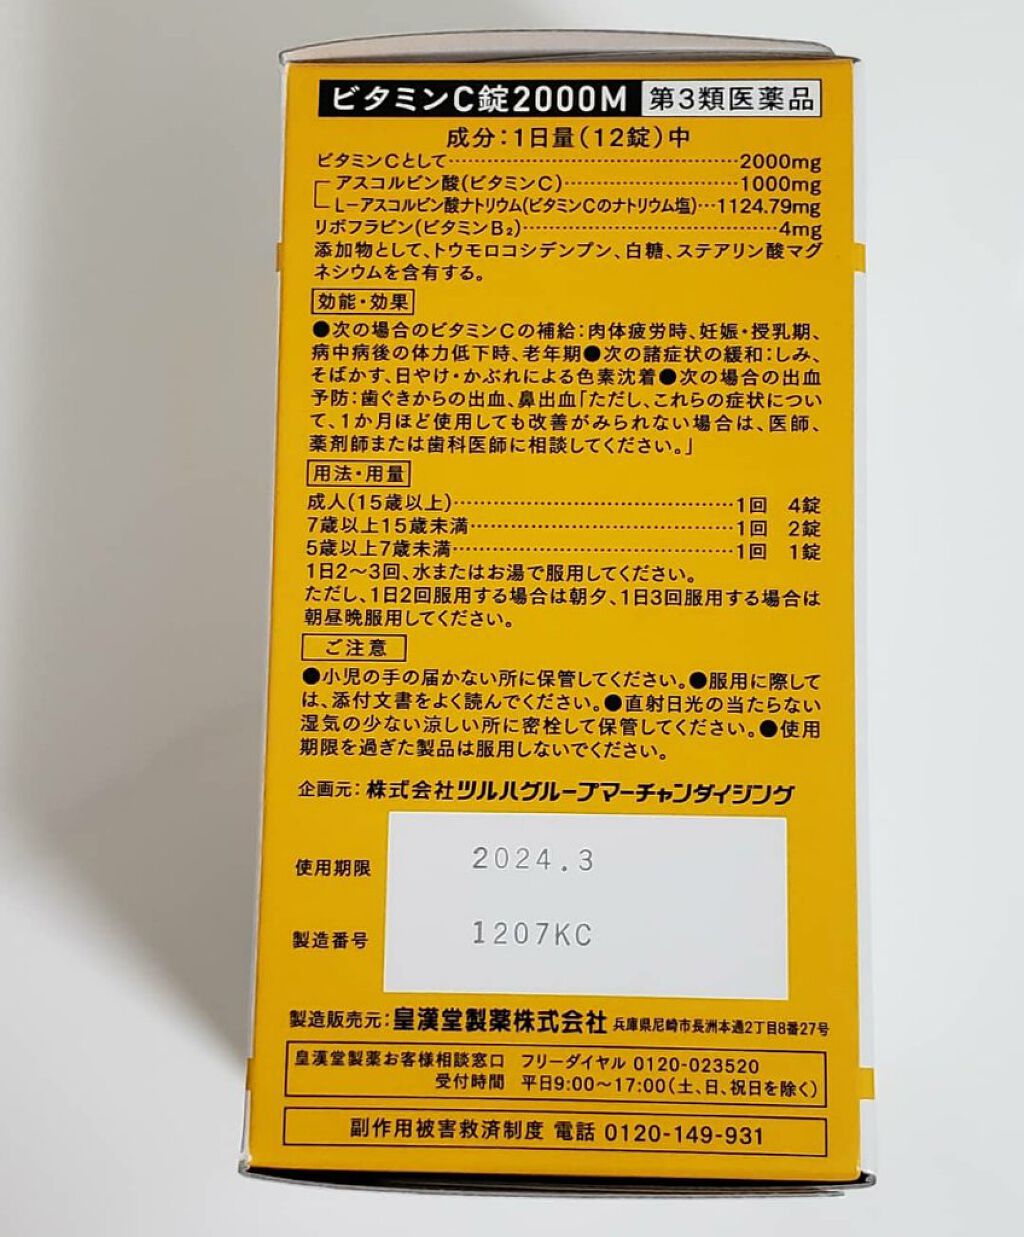 ビタミンC錠2000M 第3類医薬品
成分:1日量(12錠)中
ビタミンCとして……………………………2000mg
アスコルビン酸(ビタミンC)………………1000mg
L-アスコルビン酸ナトリウム(ビタミンCのナトリウム塩)…1124.79mg
リボフラビン(ビタミンB₂)……………………4mg
添加物として、トウモロコシデンプン、白糖、ステアリン酸マグ
ネシウムを含有する。
効能・効果
●次の場合のビタミンCの補給:肉体疲労時、妊娠・授乳期、
病中病後の体力低下時、老年期●次の諸症状の緩和:しみ、
そばかす、日やけ・かぶれによる色素沈着●次の場合の出血
予防:歯ぐきからの出血、鼻出血「ただし、これらの症状につい
て、1か月ほど使用しても改善がみられない場合は、医師、
薬剤師または歯科医師に相談してください。」
用法・用量
成人(15歳以上)……………………………1回 4錠
7歳以上15歳未満…………………………1回 2錠
5歳以上7歳未満……………………………1回 1錠
1日2～3回、水またはお湯で服用してください。
ただし、1日2回服用する場合は朝夕、1日3回服用する場合は
朝昼晩服用してください。
ご注意
●小児の手の届かない所に保管してください。●服用に際して
は、添付文書をよく読んでください。●直射日光の当たらない
湿気の少ない涼しい所に密栓して保管してください。●使用
期限を過ぎた製品は服用しないでください。
企画元:株式会社ツルハグループマーチャンダイジング
使用期限 2024.3
製造番号 1207KC
製造販売元:皇漢堂製薬株式会社 兵庫県尼崎市長洲本通2丁目8番27号
皇漢堂製薬お客様相談窓口 フリーダイヤル 0120-023520
受付時間 平日9:00～17:00(土、日、祝日を除く)
副作用被害救済制度 電話 0120-149-931